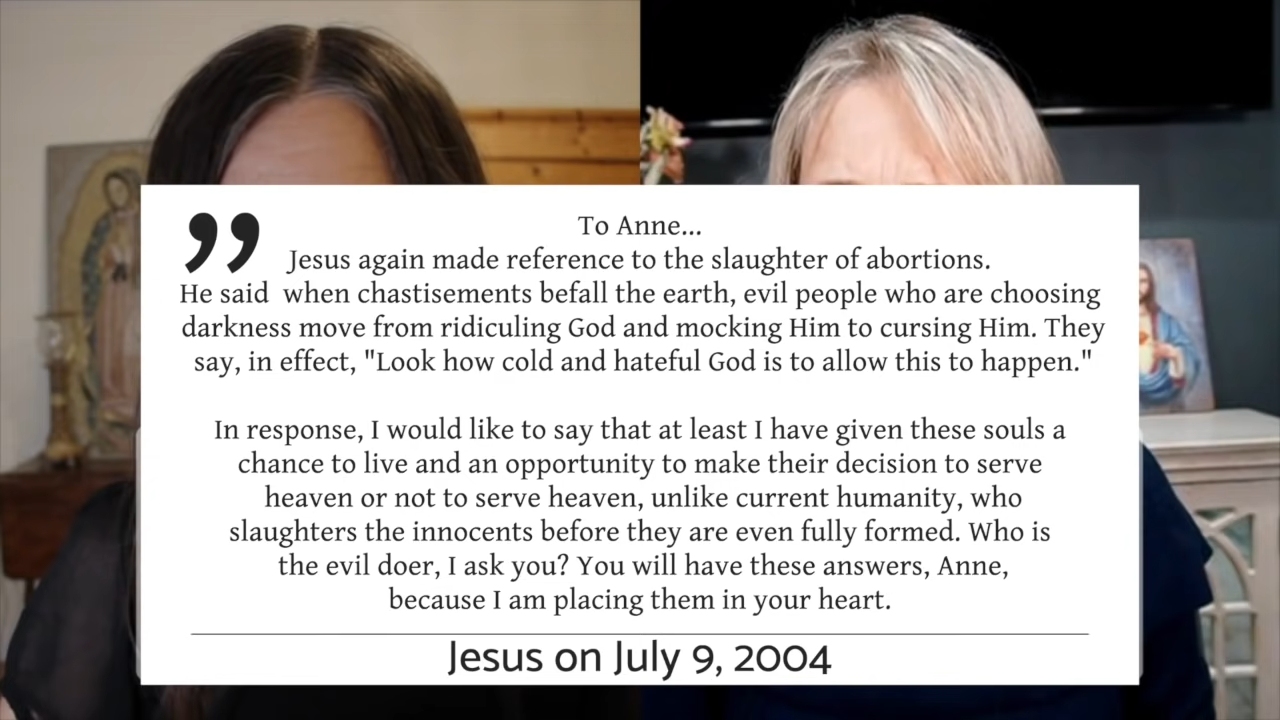 ”
To Anne...
Jesus again made reference to the slaughter of abortions.
He said when chastisements befall the earth, evil people who are choosing
darkness move from ridiculing God and mocking Him to cursing Him. They
say, in effect, "Look how cold and hateful God is to allow this to happen."
In response, I would like to say that at least I have given these souls a
chance to live and an opportunity to make their decision to serve
heaven or not to serve heaven, unlike current humanity, who
slaughters the innocents before they are even fully formed. Who is
the evil doer, I ask you? You will have these answers, Anne,
because I am placing them in your heart.
Jesus on July 9, 2004